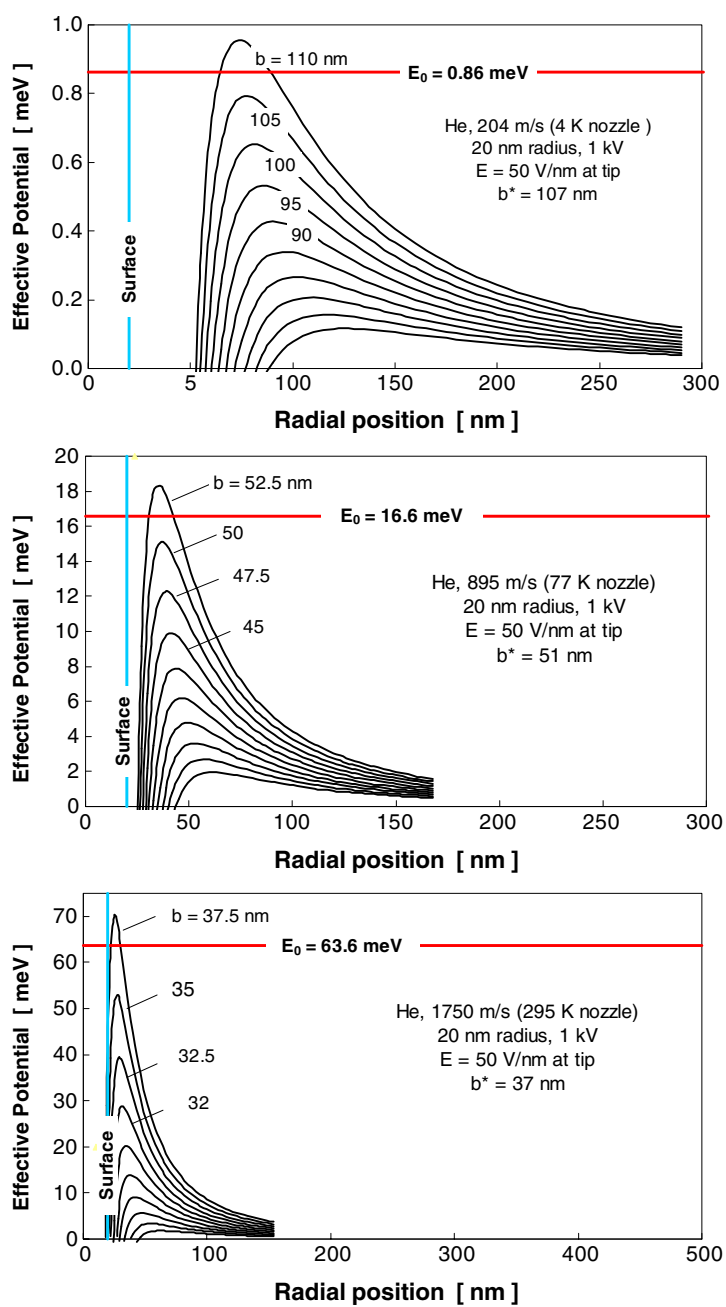 1.0
0.8
0.6
0.4
0.2
0.0
Effective Potential [ meV ]
Surface
b = 110 nm
105
100
95
90
E0 = 0.86 meV
He, 204 m/s (4 K nozzle )
20 nm radius, 1 kV
E = 50 V/nm at tip
b* = 107 nm
0 5 100 150 200 250 300
Radial position [ nm ]
20
18
16
14
12
10
8
6
4
2
0
Effective Potential [ meV ]
Surface
b = 52.5 nm
50
47.5
45
E0 = 16.6 meV
He, 895 m/s (77 K nozzle)
20 nm radius, 1 kV
E = 50 V/nm at tip
b* = 51 nm
0 50 100 150 200 250 300
Radial position [ nm ]
70
60
50
40
30
20
10
0
Effective Potential [ meV ]
Surface
b = 37.5 nm
35
32.5
32
E0 = 63.6 meV
He, 1750 m/s (295 K nozzle)
20 nm radius, 1 kV
E = 50 V/nm at tip
b* = 37 nm
0 100 200 300 400 500
Radial position [ nm ]